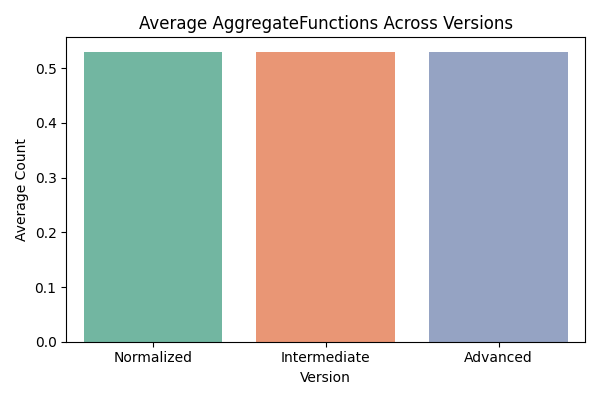 Average AggregateFunctions Across Versions
Average Count
0.5
0.4
0.3
0.2
0.1
0.0
Normalized Intermediate Advanced
Version